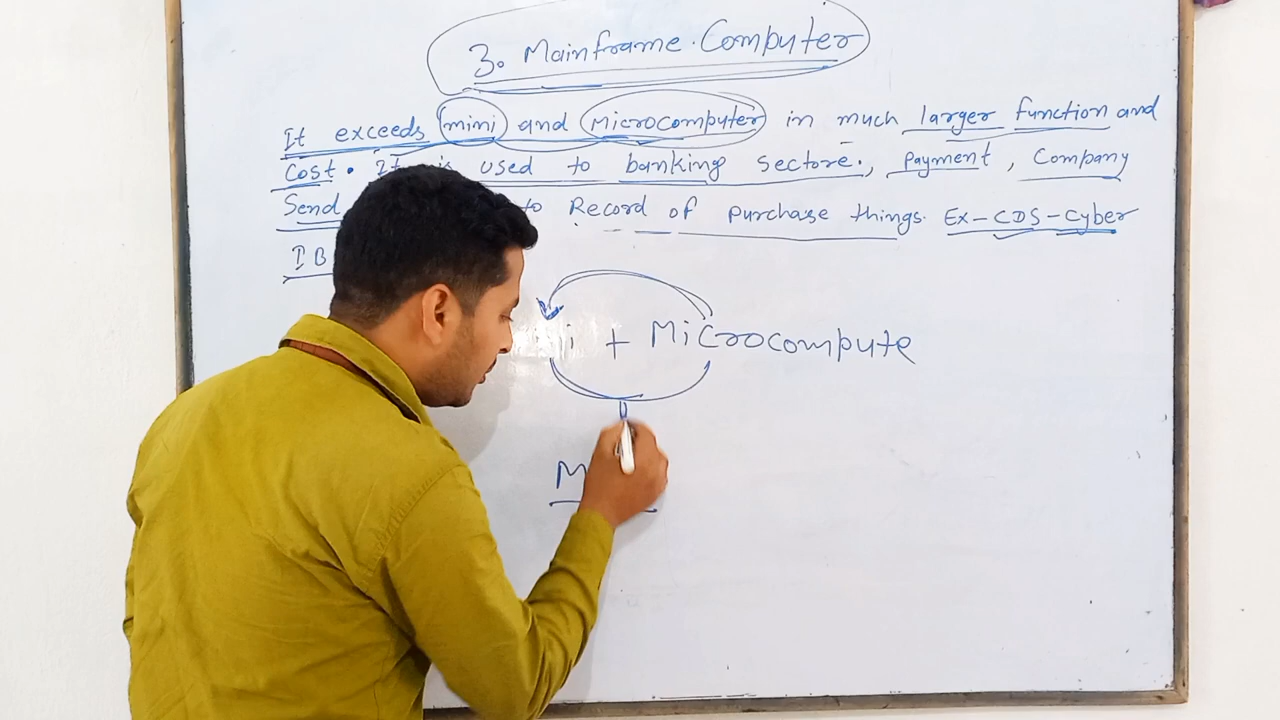 3. Mainframe. Computer
It exceeds mini and Microcomputer in much larger function and
cost. It is used to banking sectore., payment, Company
Send to Record of purchase things. Ex-CDS-Cyber
IB
i + Microcompute
M